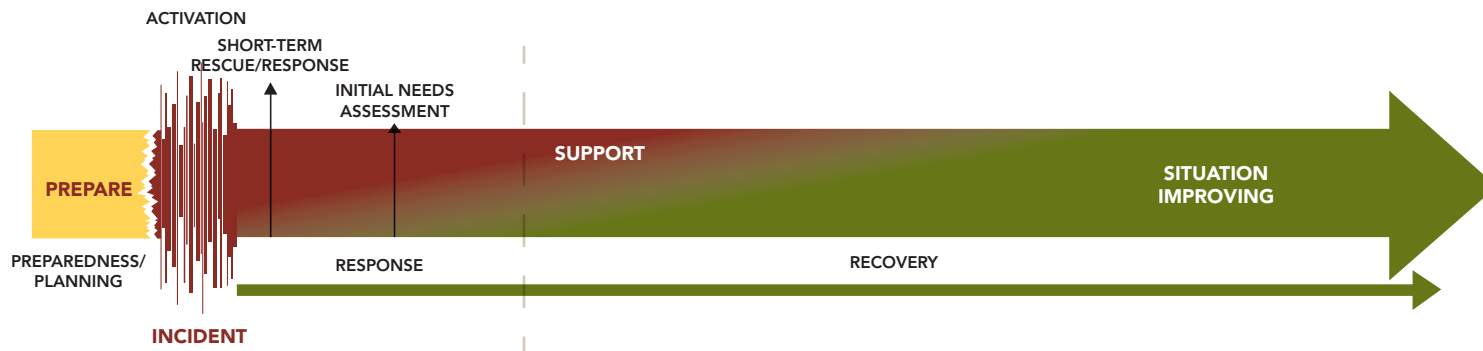 ACTIVATION
SHORT-TERM
RESCUE/RESPONSE
INITIAL NEEDS
ASSESSMENT
PREPARE
SUPPORT
SITUATION
IMPROVING
PREPAREDNESS/
PLANNING
RESPONSE
RECOVERY
INCIDENT